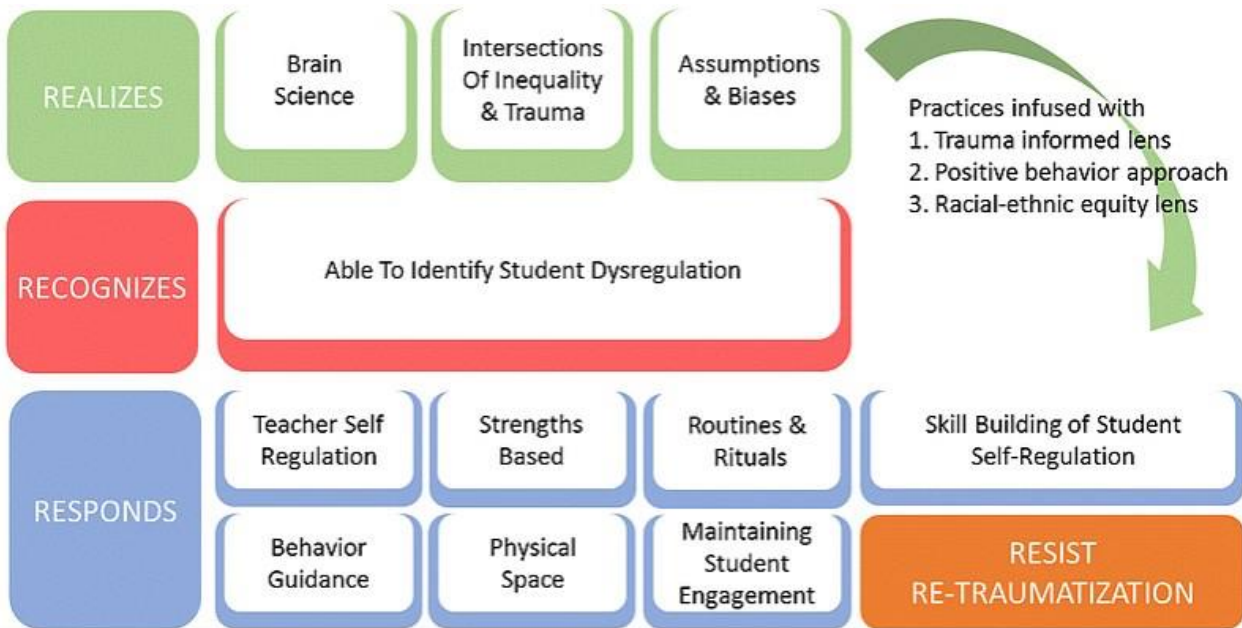 REALIZES
Brain
Science
Intersections
Of Inequality
& Trauma
Assumptions
& Biases
Practices infused with
1. Trauma informed lens
2. Positive behavior approach
3. Racial-ethnic equity lens
RECOGNIZES
Able To Identify Student Dysregulation
RESPONDS
Teacher Self
Regulation
Strengths
Based
Routines &
Rituals
Skill Building of Student
Self-Regulation
Behavior
Guidance
Physical
Space
Maintaining
Student
Engagement
RESIST
RE-TRAUMATIZATION